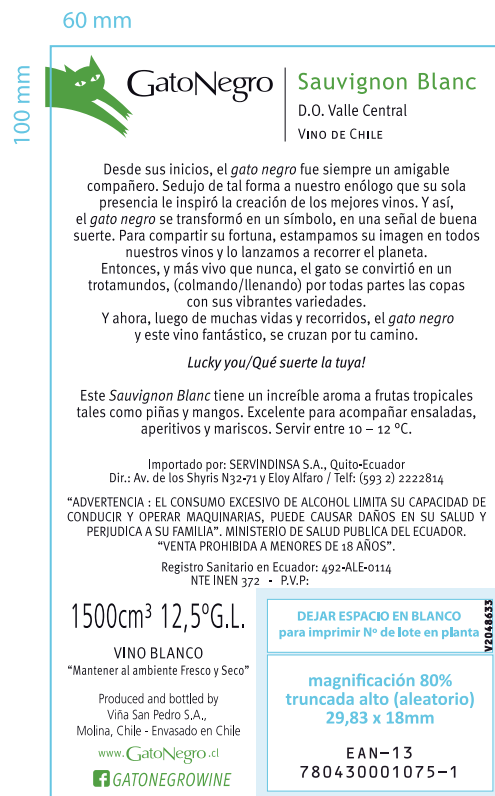 60 mm
100 mm
GatoNegro
Sauvignon Blanc
D.O. Valle Central
VINO DE CHILE
Desde sus inicios, el gato negro fue siempre un amigable
compañero. Sedujo de tal forma a nuestro enólogo que su sola
presencia le inspiró la creación de los mejores vinos. Y así,
el gato negro se transformó en un símbolo, en una señal de buena
suerte. Para compartir su fortuna, estampamos su imagen en todos
nuestros vinos y lo lanzamos a recorrer el planeta.
Entonces, y más vivo que nunca, el gato se convirtió en un
trotamundos, (colmando/llenando) por todas partes las copas
con sus vibrantes variedades.
Y ahora, luego de muchas vidas y recorridos, el gato negro
y este vino fantástico, se cruzan por tu camino.
Lucky you/Qué suerte la tuya!
Este Sauvignon Blanc tiene un increíble aroma a frutas tropicales
tales como piñas y mangos. Excelente para acompañar ensaladas,
aperitivos y mariscos. Servir entre 10 – 12 °C.
Importado por: SERVINDINSA S.A., Quito-Ecuador
Dir.: Av. de los Shyris N32-71 y Eloy Alfaro / Telf: (593 2) 2222814
“ADVERTENCIA : EL CONSUMO EXCESIVO DE ALCOHOL LIMITA SU CAPACIDAD DE
CONDUCIR Y OPERAR MAQUINARIAS, PUEDE CAUSAR DAÑOS EN SU SALUD Y
PERJUDICA A SU FAMILIA”. MINISTERIO DE SALUD PUBLICA DEL ECUADOR.
“VENTA PROHIBIDA A MENORES DE 18 AÑOS”.
Registro Sanitario en Ecuador: 492-ALE-0114
NTE INEN 372 - P.V.P:
1500cm³ 12,5ºG.L.
VINO BLANCO
“Mantener al ambiente Fresco y Seco”
Produced and bottled by
Viña San Pedro S.A.,
Molina, Chile - Envasado en Chile
www.GatoNegro.cl
f GATONEGROWINE
DEJAR ESPACIO EN BLANCO
para imprimir Nº de lote en planta
V2048633
magnificación 80%
truncada alto (aleatorio)
29,83 x 18mm
EAN-13
780430001075-1